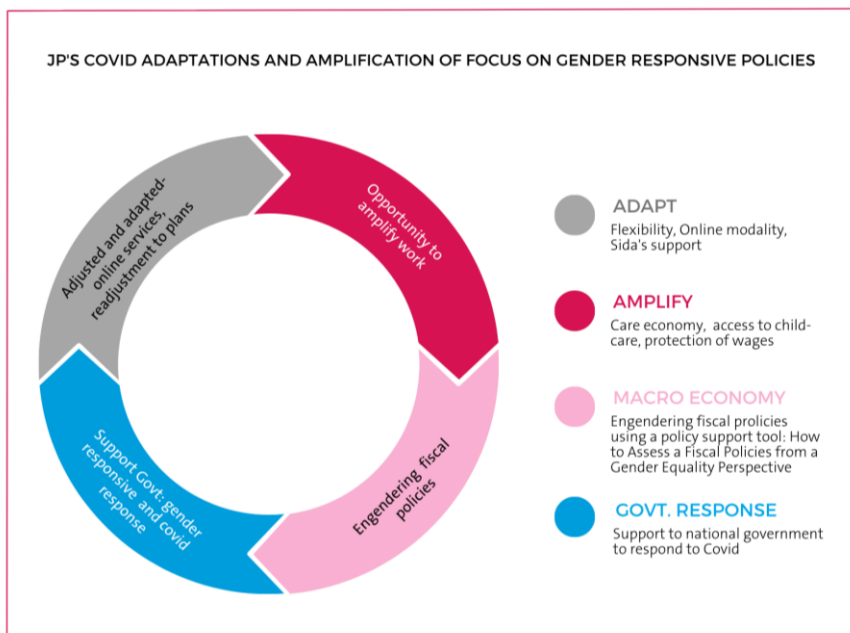 JP'S COVID ADAPTATIONS AND AMPLIFICATION OF FOCUS ON GENDER RESPONSIVE POLICIES
Adjusted and adapted-
online services,
readjustment to plans
Opportunity to
amplify work
Engendering fiscal
policies
Support Govt: gender
responsive and covid
response
ADAPT
Flexibility, Online modality,
Sida's support
AMPLIFY
Care economy, access to child-
care, protection of wages
MACRO ECONOMY
Engendering fiscal prolicies
using a policy support tool: How
to Assess a Fiscal Policies from a
Gender Equality Perspective
GOVT. RESPONSE
Support to national government
to respond to Covid